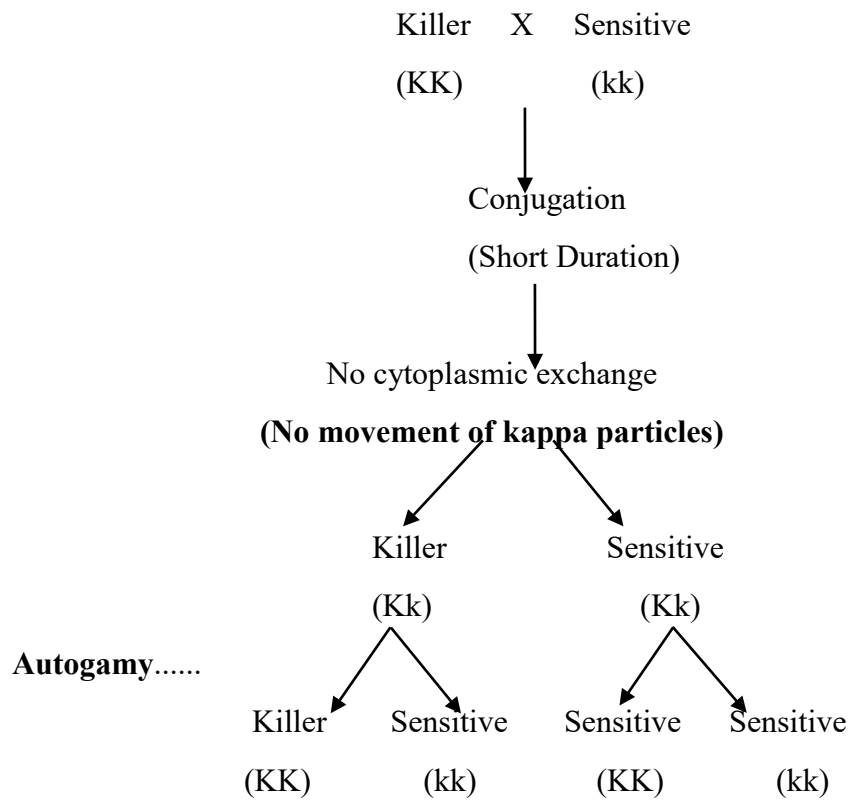 Killer X Sensitive
(KK) (kk)
Conjugation
(Short Duration)
No cytoplasmic exchange
(No movement of kappa particles)
Killer Sensitive
(Kk) (Kk)
Autogamy......
Killer Sensitive Sensitive Sensitive
(KK) (kk) (KK) (kk)